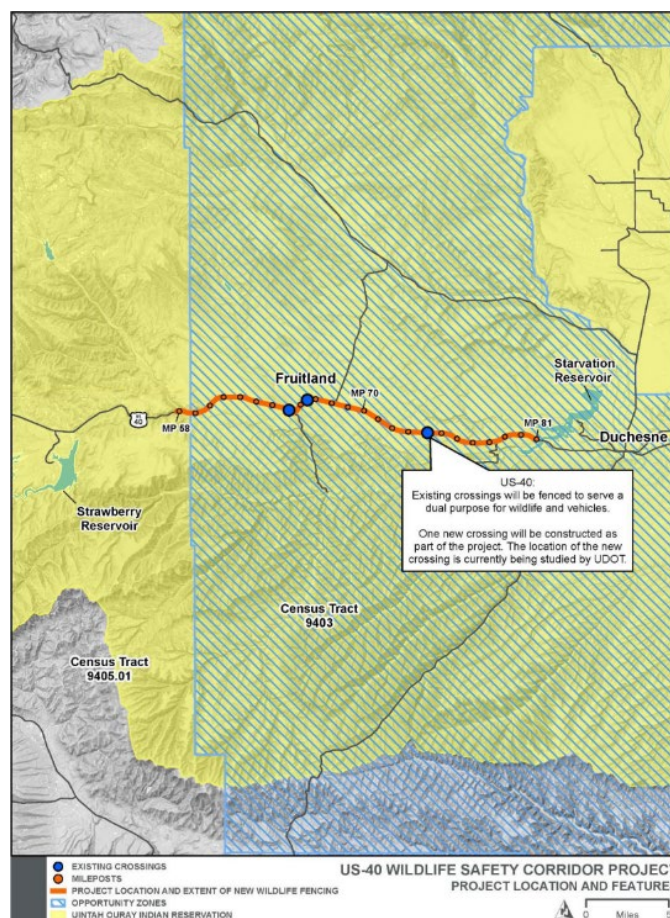 Fruitland
MP 70
Starvation
Reservoir
US
40
MP 58
MP 81
Duchesne
Strawberry
Reservoir
US-40:
Existing crossings will be fenced to serve a
dual purpose for wildlife and vehicles.
One new crossing will be constructed as
part of the project. The location of the new
crossing is currently being studied by UDOT.
Census Tract
9403
Census Tract
9405.01
EXISTING CROSSINGS
MILEPOSTS
PROJECT LOCATION AND EXTENT OF NEW WILDLIFE FENCING
OPPORTUNITY ZONES
UINTAH OURAY INDIAN RESERVATION
US-40 WILDLIFE SAFETY CORRIDOR PROJECT
PROJECT LOCATION AND FEATURE
0 Miles